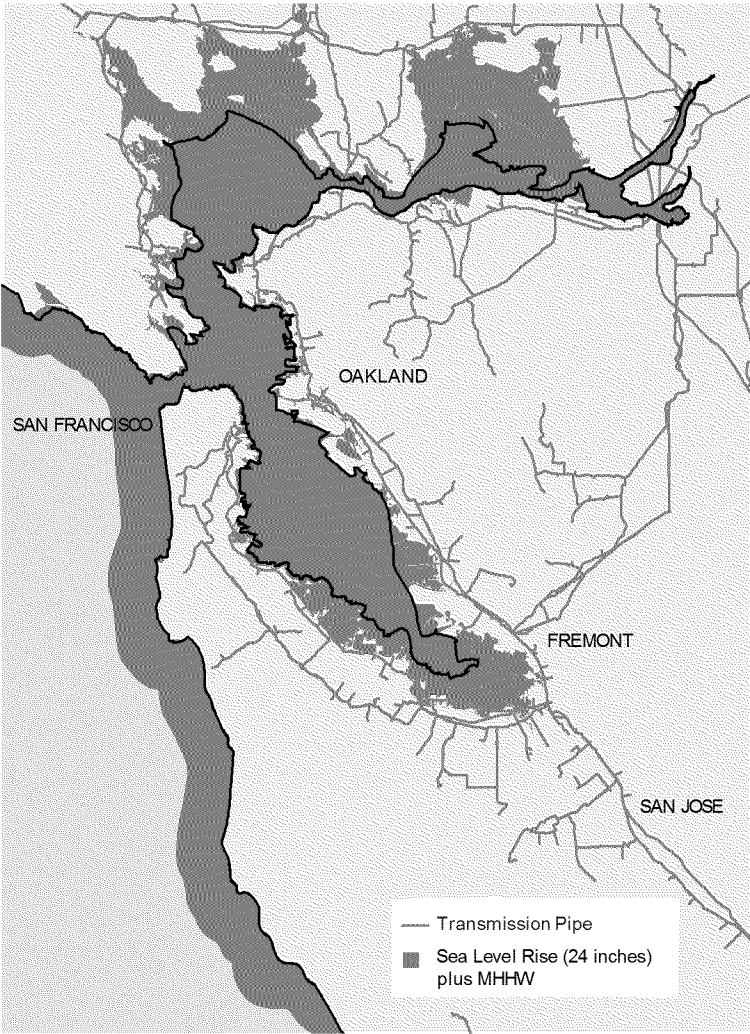 OAKLAND
SAN FRANCISCO
FREMONT
SAN JOSE
Transmission Pipe
Sea Level Rise (24 inches)
plus MHHW